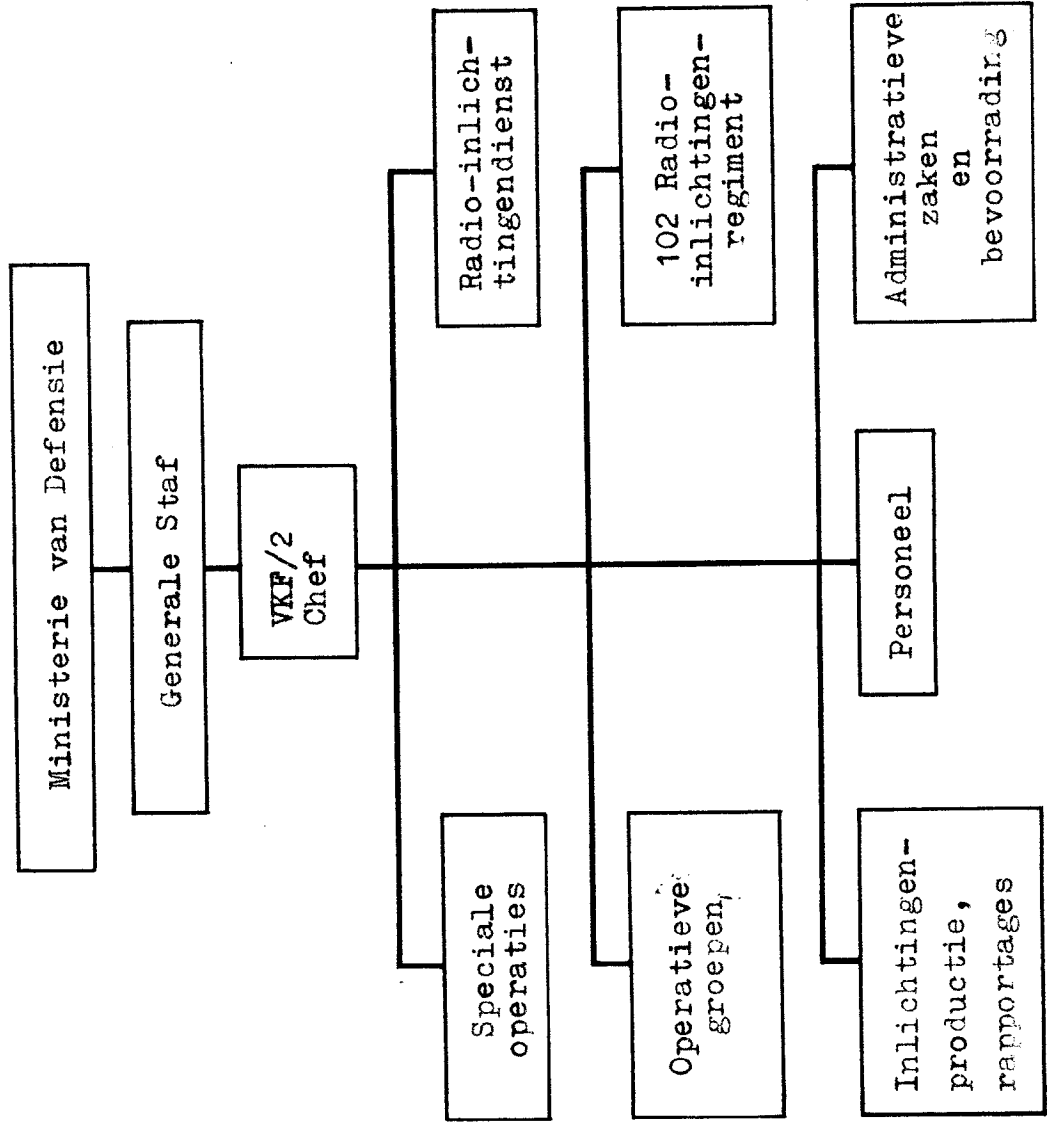 Ministerie van Defensie
Generale Staf
VKF/2
Chef
Speciale
operaties
Radio-inlich-
tingendienst
Operatieve
groepen,
102 Radio-
inlichtingen-
regiment
Inlichtingen-
productie,
rapportages
Personeel
Administratieve
zaken
en
bevoorrading